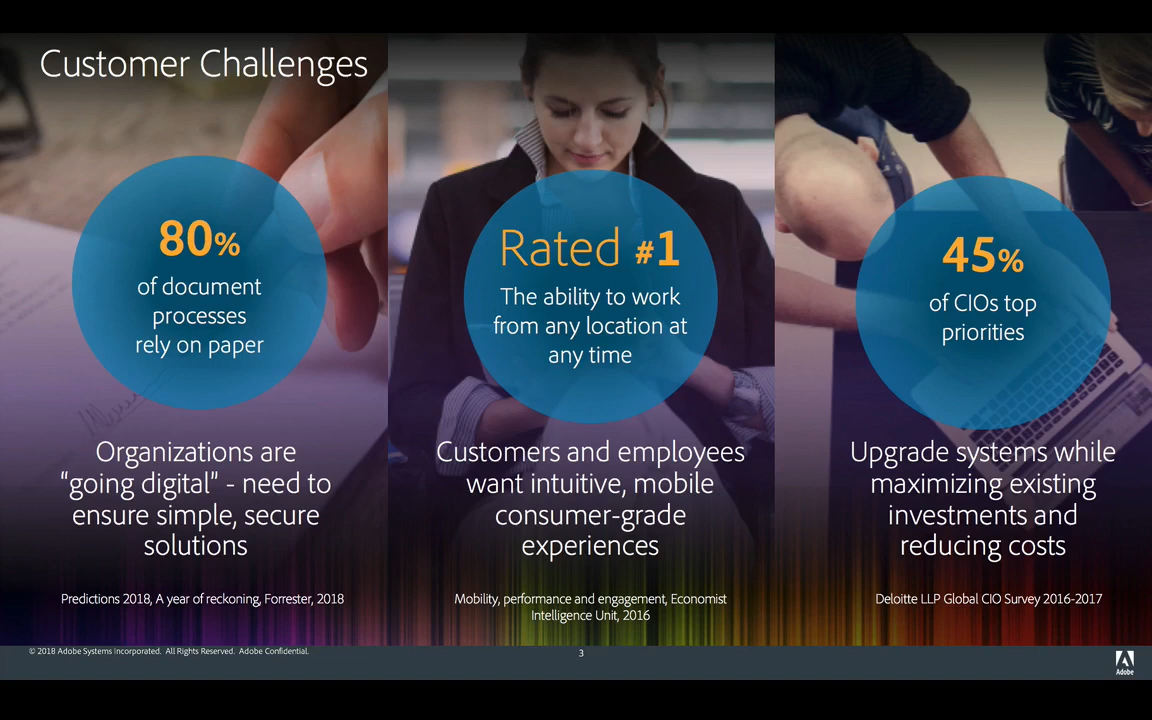 Customer Challenges
80%
of document
processes
rely on paper
Organizations are
“going digital” - need to
ensure simple, secure
solutions
Predictions 2018, A year of reckoning, Forrester, 2018
Rated #1
The ability to work
from any location at
any time
Customers and employees
want intuitive, mobile
consumer-grade
experiences
Mobility, performance and engagement, Economist
Intelligence Unit, 2016
45%
of CIOs top
priorities
Upgrade systems while
maximizing existing
investments and
reducing costs
Deloitte LLP Global CIO Survey 2016-2017
© 2018 Adobe Systems Incorporated. All Rights Reserved. Adobe Confidential.
3
Adobe